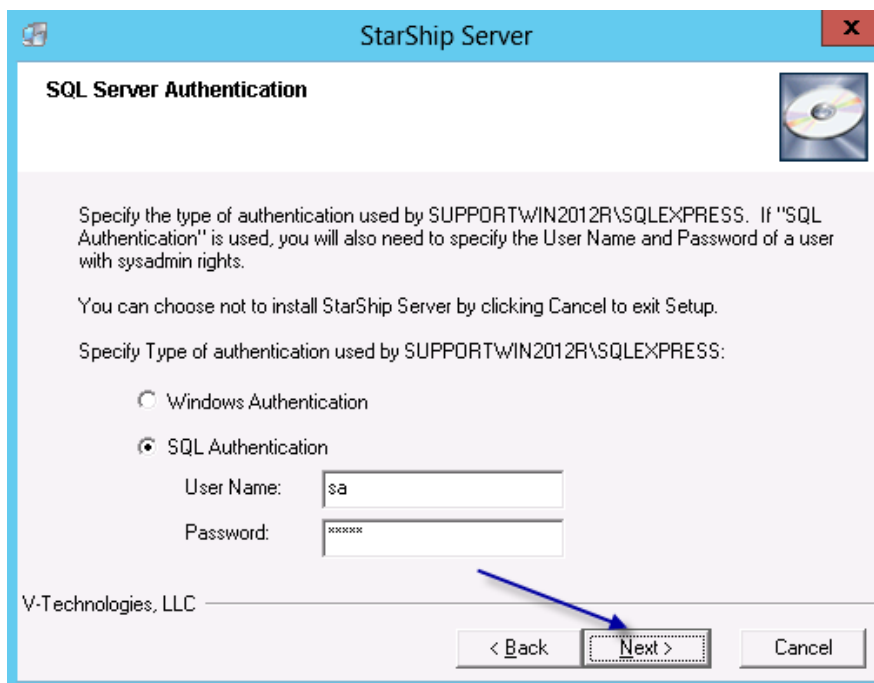 StarShip Server
x
SQL Server Authentication
Specify the type of authentication used by SUPPORTWIN2012R\SQLEXPRESS. If "SQL
Authentication" is used, you will also need to specify the User Name and Password of a user
with sysadmin rights.
You can choose not to install StarShip Server by clicking Cancel to exit Setup.
Specify Type of authentication used by SUPPORTWIN2012R\SQLEXPRESS:
Windows Authentication
SQL Authentication
User Name: sa
Password: *****
V-Technologies, LLC
< Back Next > Cancel